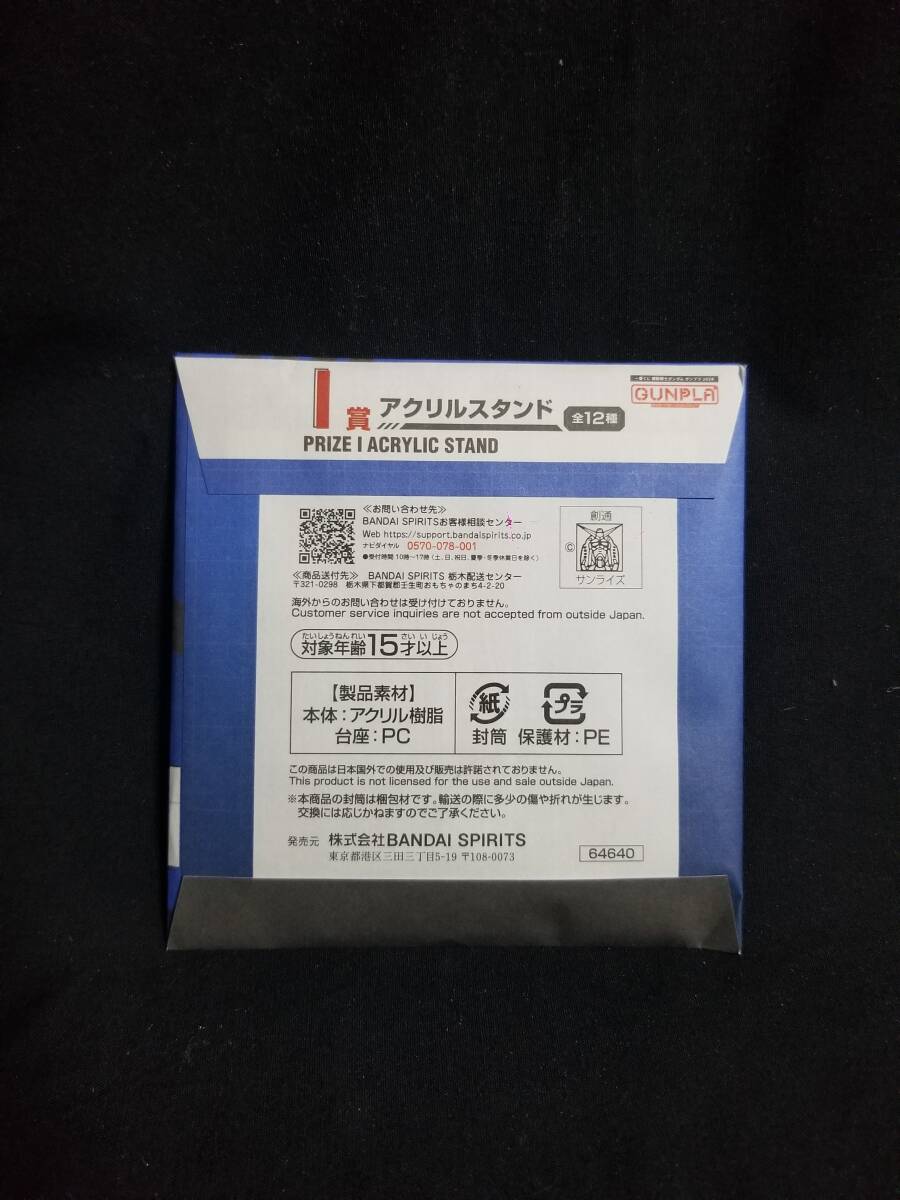 I賞 アクリルスタンド 全12種
PRIZE I ACRYLIC STAND
一番くじ 機動戦士ガンダム ガンプラ 2024
GUNPLA
≪お問い合わせ先≫
BANDAI SPIRITSお客様相談センター
Web https://support.bandaispirits.co.jp
ナビダイヤル 0570-078-001
●受付時間 10時～17時(土、日、祝日、夏季・冬季休業日を除く)
≪商品送付先≫ BANDAI SPIRITS 栃木配送センター
〒321-0298 栃木県下都賀郡壬生町おもちゃのまち4-2-20
創通
©
サンライズ
海外からのお問い合わせは受け付けておりません。
Customer service inquiries are not accepted from outside Japan.
たいしょうねんれい さい いじょう
対象年齢15才以上
【製品素材】
本体：アクリル樹脂
台座：PC
紙 プラ
封筒 保護材：PE
この商品は日本国外での使用及び販売は許諾されておりません。
This product is not licensed for the use and sale outside Japan.
※本商品の封筒は梱包材です。輸送の際に多少の傷や折れが生じます。
交換には応じかねますのでご了承ください。
発売元 株式会社BANDAI SPIRITS
東京都港区三田三丁目5-19 〒108-0073
64640